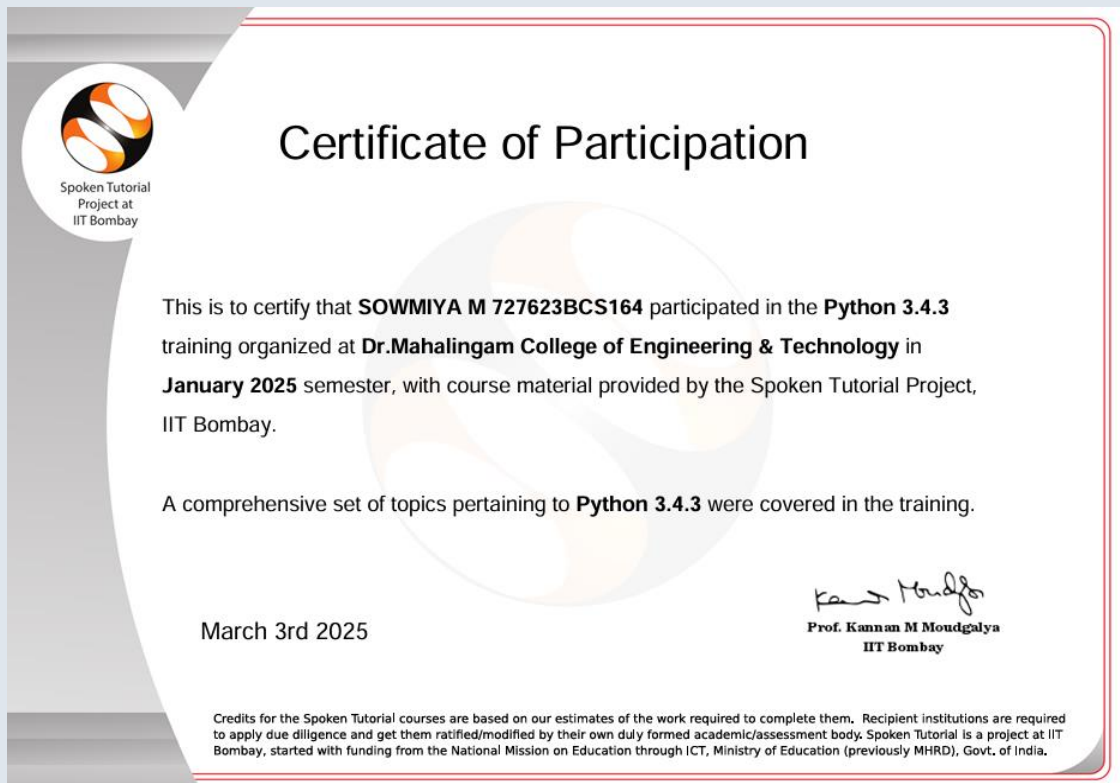 Spoken Tutorial
Project at
IIT Bombay
Certificate of Participation
This is to certify that SOWMIYA M 727623BCS164 participated in the Python 3.4.3
training organized at Dr.Mahalingam College of Engineering & Technology in
January 2025 semester, with course material provided by the Spoken Tutorial Project,
IIT Bombay.
A comprehensive set of topics pertaining to Python 3.4.3 were covered in the training.
March 3rd 2025
Prof. Kannan M Moudgalya
IIT Bombay
Credits for the Spoken Tutorial courses are based on our estimates of the work required to complete them. Recipient institutions are required
to apply due diligence and get them ratified/modified by their own duly formed academic/assessment body. Spoken Tutorial is a project at IIT
Bombay, started with funding from the National Mission on Education through ICT, Ministry of Education (previously MHRD), Govt. of India.